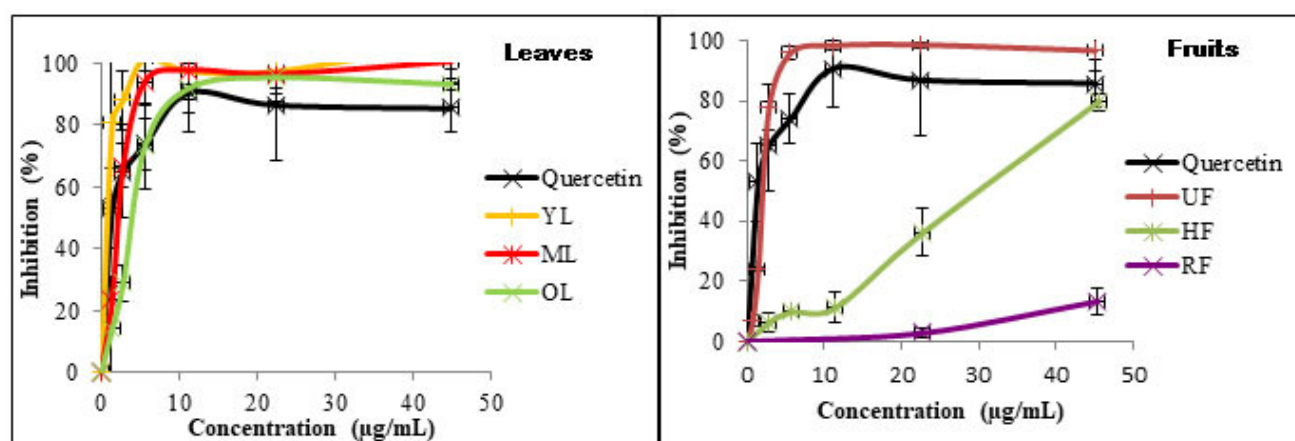 Leaves
100
80
60
40
20
0
Inhibition (%)
0 10 20 30 40 50
Concentration (µg/mL)
Quercetin
YL
ML
OL
Fruits
100
80
60
40
20
0
Inhibition (%)
0 10 20 30 40 50
Concentration (µg/mL)
Quercetin
UF
HF
RF